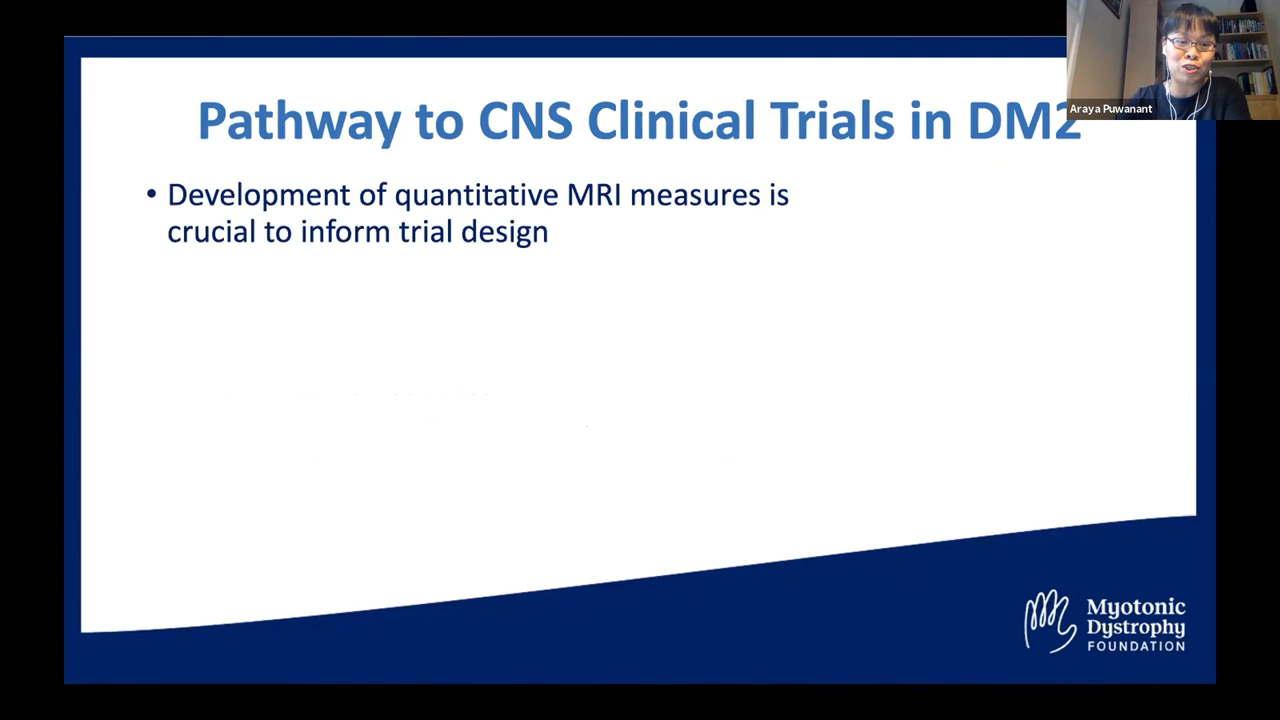 Araya Puwanant
Pathway to CNS Clinical Trials in DM2
• Development of quantitative MRI measures is
crucial to inform trial design
Myotonic
Dystrophy
FOUNDATION